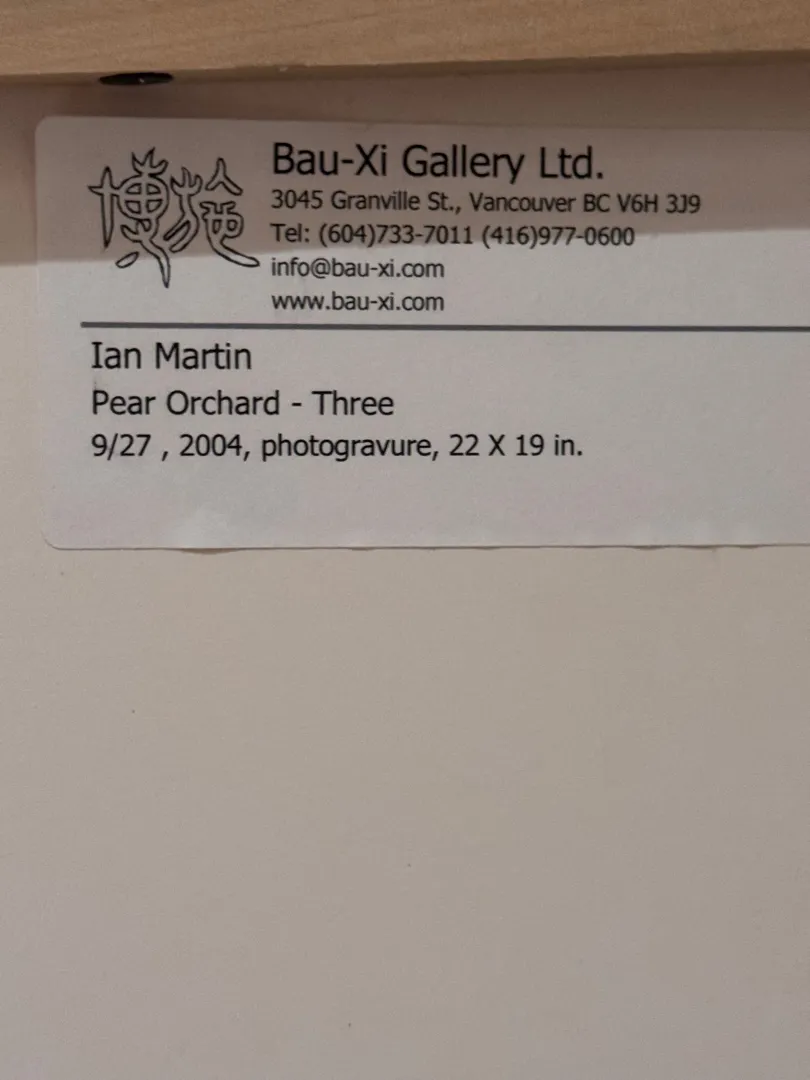 博施
Bau-Xi Gallery Ltd.
3045 Granville St., Vancouver BC V6H 3J9
Tel: (604)733-7011 (416)977-0600
info@bau-xi.com
www.bau-xi.com
Ian Martin
Pear Orchard - Three
9/27 , 2004, photogravure, 22 X 19 in.